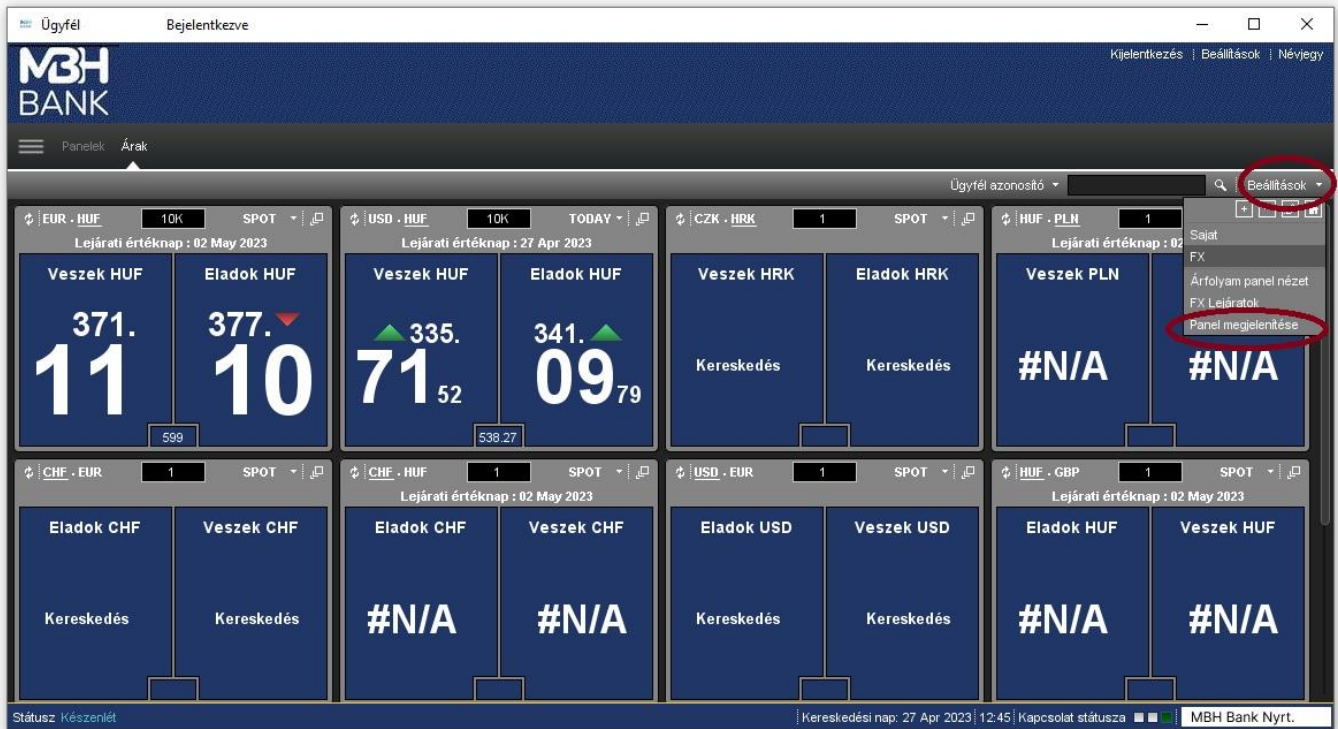 Ügyfél Bejelentkezve
MBH
BANK
Kijelentkezés | Beállítások | Névjegy
Panelek Árak
Ügyfél azonosító Beállítások
EUR . HUF 10K SPOT
Lejárati értéknap : 02 May 2023
Veszek HUF Eladok HUF
371. 377.
11 10
599
USD . HUF 10K TODAY
Lejárati értéknap : 27 Apr 2023
Veszek HUF Eladok HUF
335. 341.
71 52 09 79
538.27
CZK . HRK 1 SPOT
Veszek HRK Eladok HRK
Kereskedés Kereskedés
HUF . PLN 1
Lejárati értéknap : 02
Veszek PLN
#N/A #N/A
Sajat
FX
Árfolyam panel nézet
FX Lejáratok
Panel megjelenítése
CHF . EUR 1 SPOT
Eladok CHF Veszek CHF
Kereskedés Kereskedés
CHF . HUF 1 SPOT
Lejárati értéknap : 02 May 2023
Eladok CHF Veszek CHF
#N/A #N/A
USD . EUR 1 SPOT
Eladok USD Veszek USD
Kereskedés Kereskedés
HUF . GBP 1 SPOT
Lejárati értéknap : 02 May 2023
Eladok HUF Veszek HUF
#N/A #N/A
Státusz Készenlét
Kereskedési nap: 27 Apr 2023 12:45 Kapcsolat státusza MBH Bank Nyrt.